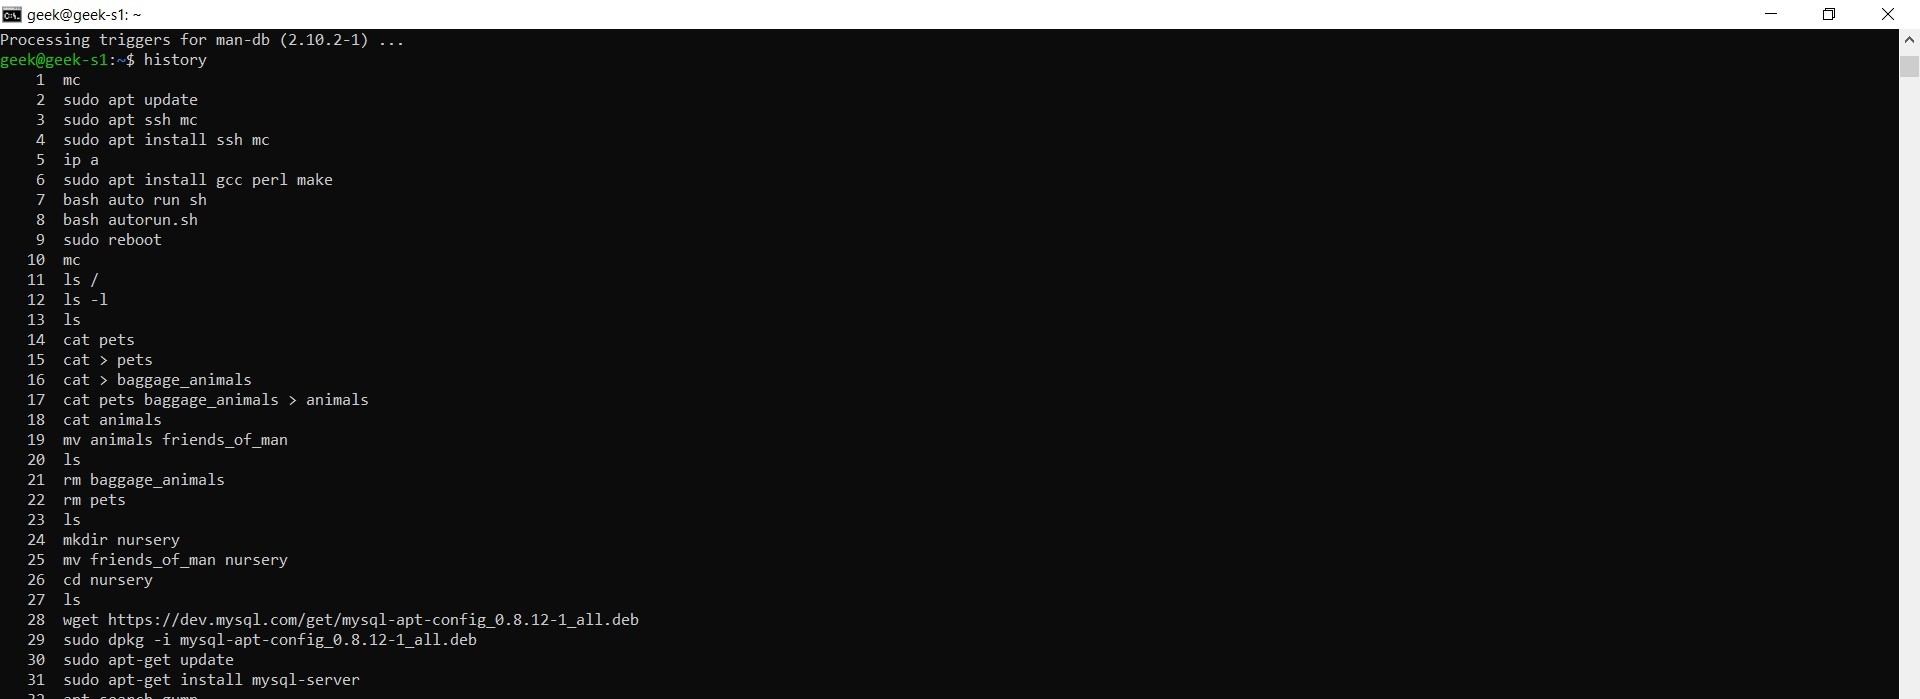 geek@geek-s1: ~
Processing triggers for man-db (2.10.2-1) ...
geek@geek-s1:~$ history
1 mc
2 sudo apt update
3 sudo apt ssh mc
4 sudo apt install ssh mc
5 ip a
6 sudo apt install gcc perl make
7 bash auto run sh
8 bash autorun.sh
9 sudo reboot
10 mc
11 ls /
12 ls -l
13 ls
14 cat pets
15 cat > pets
16 cat > baggage_animals
17 cat pets baggage_animals > animals
18 cat animals
19 mv animals friends_of_man
20 ls
21 rm baggage_animals
22 rm pets
23 ls
24 mkdir nursery
25 mv friends_of_man nursery
26 cd nursery
27 ls
28 wget https://dev.mysql.com/get/mysql-apt-config_0.8.12-1_all.deb
29 sudo dpkg -i mysql-apt-config_0.8.12-1_all.deb
30 sudo apt-get update
31 sudo apt-get install mysql-server
32 apt search